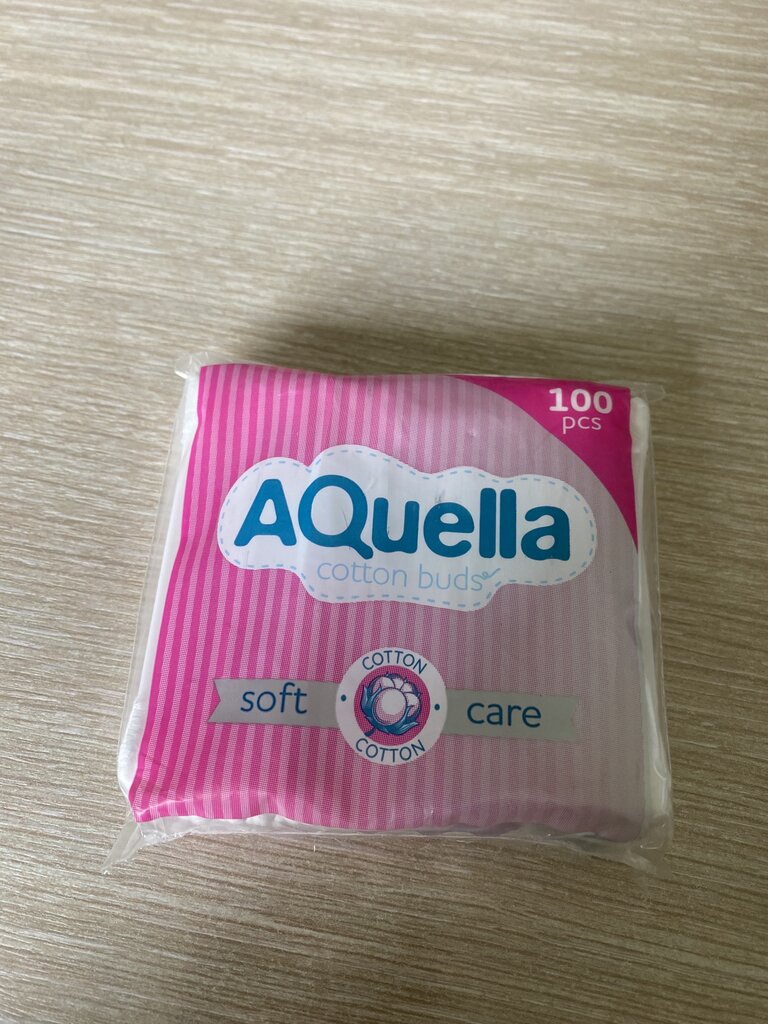 100
pcs
AQuella
cotton buds
COTTON
soft care
COTTON